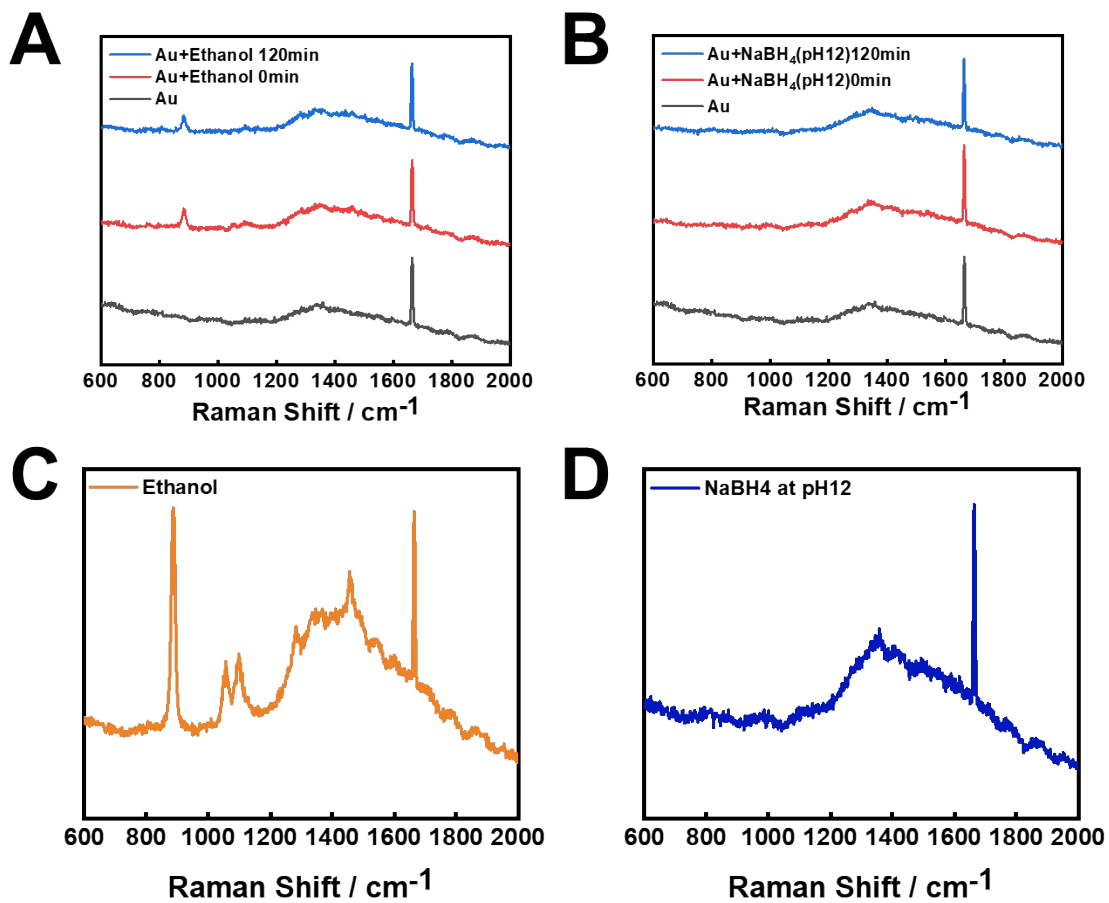 A
Au+Ethanol 120min
Au+Ethanol 0min
Au
600 800 1000 1200 1400 1600 1800 2000
Raman Shift / cm-1
B
Au+NaBH4(pH12)120min
Au+NaBH4(pH12)0min
Au
600 800 1000 1200 1400 1600 1800 2000
Raman Shift / cm-1
C
Ethanol
600 800 1000 1200 1400 1600 1800 2000
Raman Shift / cm-1
D
NaBH4 at pH12
600 800 1000 1200 1400 1600 1800 2000
Raman Shift / cm-1